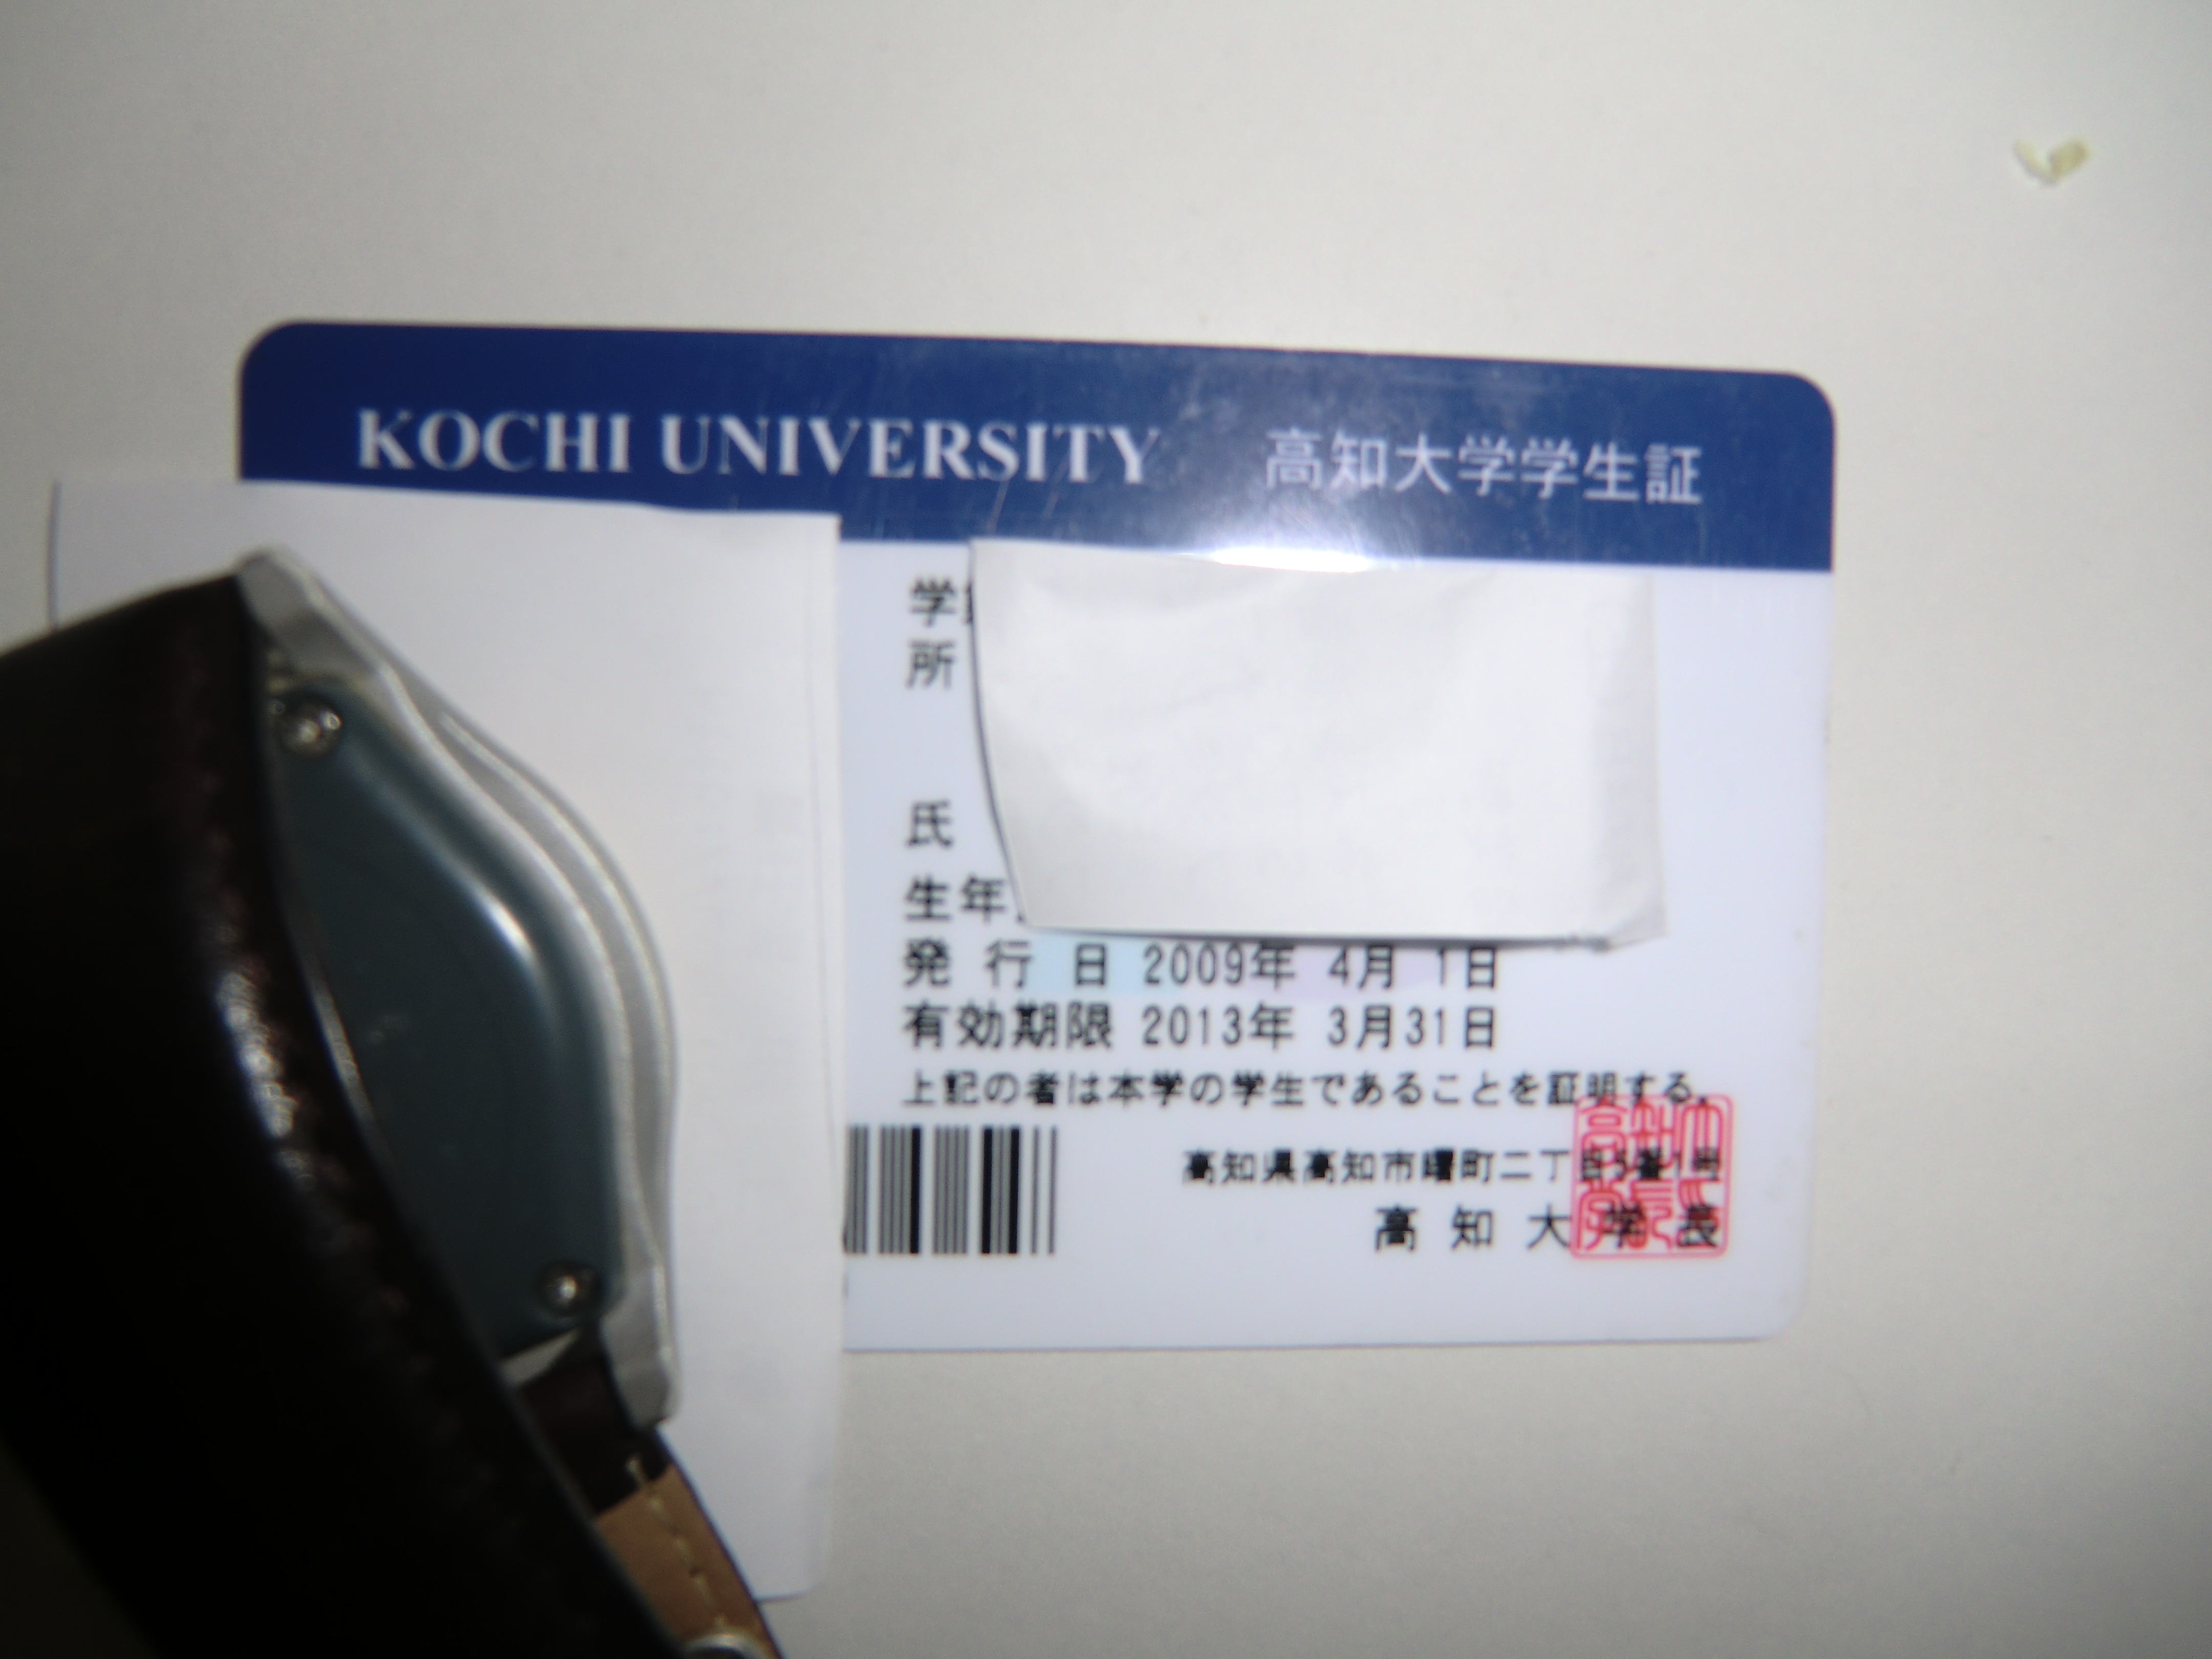 KOCHI UNIVERSITY 高知大学学生証
学
所
氏
生年
発 行 日 2009年 4月 1日
有効期限 2013年 3月31日
上記の者は本学の学生であることを証明する。
高知県高知市曙町二丁目5番1号
高 知 大 学 長